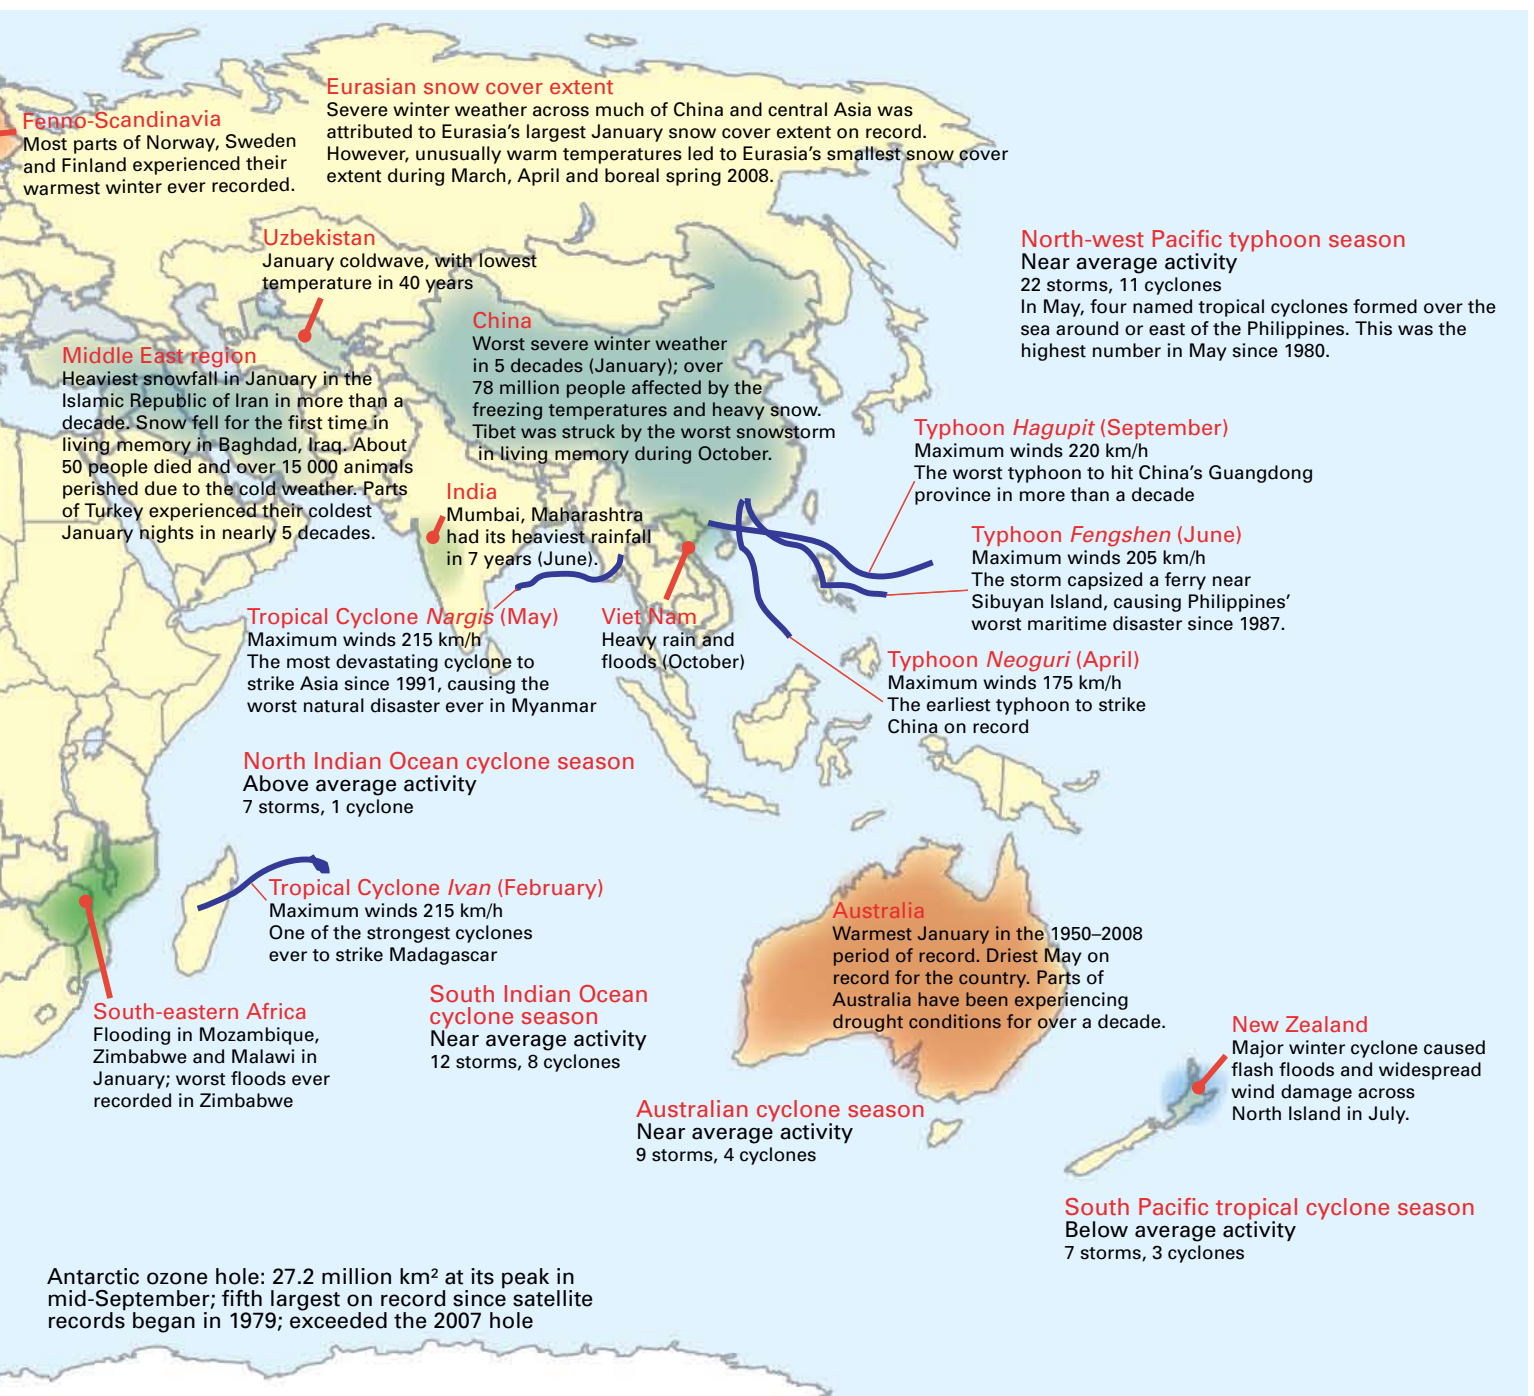 Eurasian snow cover extent
Severe winter weather across much of China and central Asia was
attributed to Eurasia's largest January snow cover extent on record.
However, unusually warm temperatures led to Eurasia's smallest snow cover
extent during March, April and boreal spring 2008.
Fenno-Scandinavia
Most parts of Norway, Sweden
and Finland experienced their
warmest winter ever recorded.
Uzbekistan
January coldwave, with lowest
temperature in 40 years
North-west Pacific typhoon season
Near average activity
22 storms, 11 cyclones
In May, four named tropical cyclones formed over the
sea around or east of the Philippines. This was the
highest number in May since 1980.
China
Worst severe winter weather
in 5 decades (January); over
78 million people affected by the
freezing temperatures and heavy snow.
Tibet was struck by the worst snowstorm
in living memory during October.
Middle East region
Heaviest snowfall in January in the
Islamic Republic of Iran in more than a
decade. Snow fell for the first time in
living memory in Baghdad, Iraq. About
50 people died and over 15 000 animals
perished due to the cold weather. Parts
of Turkey experienced their coldest
January nights in nearly 5 decades.
Typhoon Hagupit (September)
Maximum winds 220 km/h
The worst typhoon to hit China's Guangdong
province in more than a decade
India
Mumbai, Maharashtra
had its heaviest rainfall
in 7 years (June).
Typhoon Fengshen (June)
Maximum winds 205 km/h
The storm capsized a ferry near
Sibuyan Island, causing Philippines'
worst maritime disaster since 1987.
Tropical Cyclone Nargis (May)
Maximum winds 215 km/h
The most devastating cyclone to
strike Asia since 1991, causing the
worst natural disaster ever in Myanmar
Viet Nam
Heavy rain and
floods (October)
Typhoon Neoguri (April)
Maximum winds 175 km/h
The earliest typhoon to strike
China on record
North Indian Ocean cyclone season
Above average activity
7 storms, 1 cyclone
Tropical Cyclone Ivan (February)
Maximum winds 215 km/h
One of the strongest cyclones
ever to strike Madagascar
Australia
Warmest January in the 1950–2008
period of record. Driest May on
record for the country. Parts of
Australia have been experiencing
drought conditions for over a decade.
South Indian Ocean
cyclone season
Near average activity
12 storms, 8 cyclones
South-eastern Africa
Flooding in Mozambique,
Zimbabwe and Malawi in
January; worst floods ever
recorded in Zimbabwe
New Zealand
Major winter cyclone caused
flash floods and widespread
wind damage across
North Island in July.
Australian cyclone season
Near average activity
9 storms, 4 cyclones
South Pacific tropical cyclone season
Below average activity
7 storms, 3 cyclones
Antarctic ozone hole: 27.2 million km² at its peak in
mid-September; fifth largest on record since satellite
records began in 1979; exceeded the 2007 hole